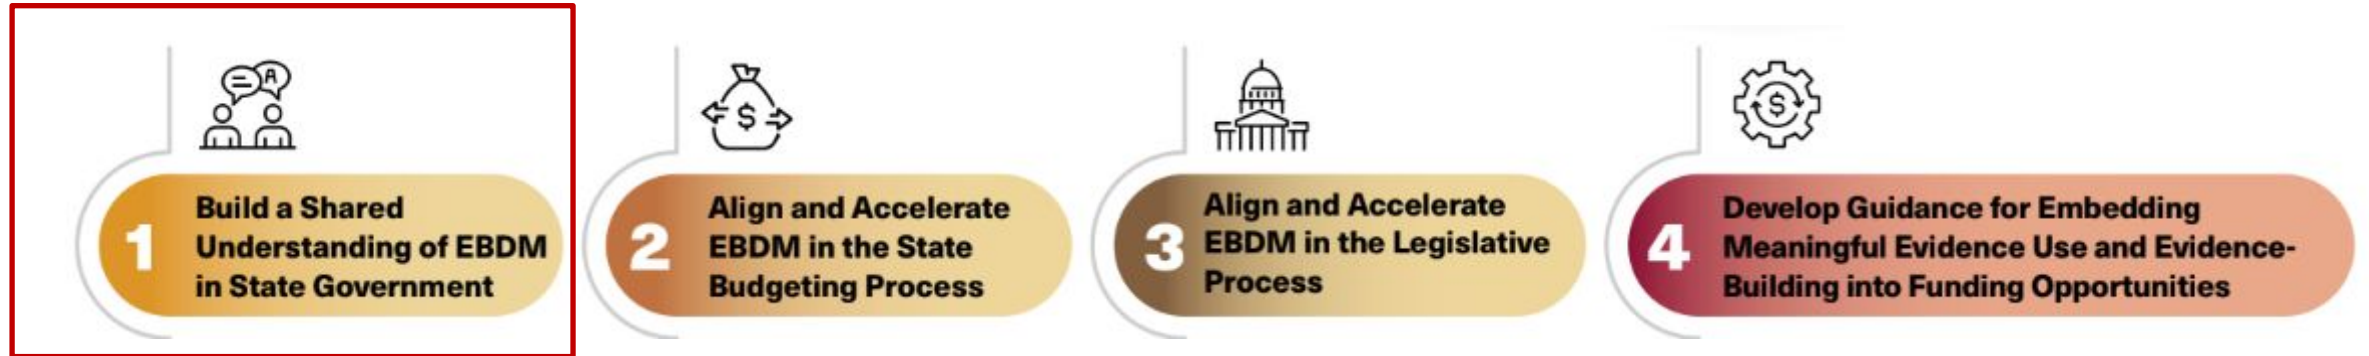 A
1
Build a Shared
Understanding of EBDM
in State Government
$
2
Align and Accelerate
EBDM in the State
Budgeting Process
3
Align and Accelerate
EBDM in the Legislative
Process
$
4
Develop Guidance for Embedding
Meaningful Evidence Use and Evidence-
Building into Funding Opportunities